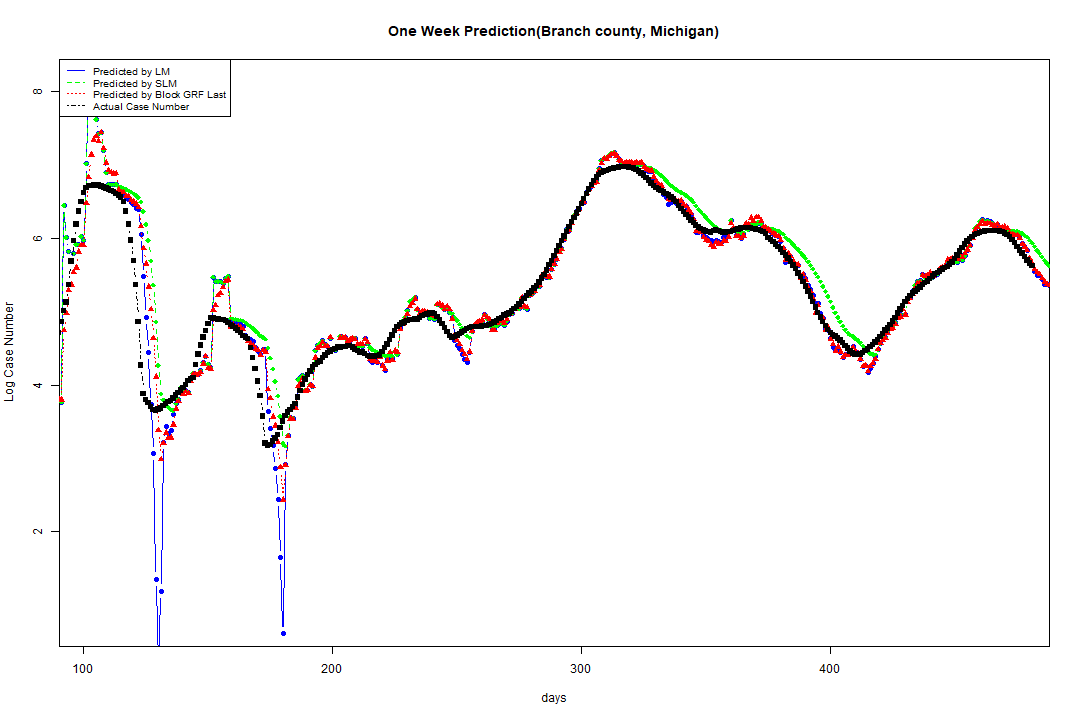 One Week Prediction(Branch county, Michigan)
Predicted by LM
Predicted by SLM
Predicted by Block GRF Last
Actual Case Number
8
6
4
2
Log Case Number
100 200 300 400
days